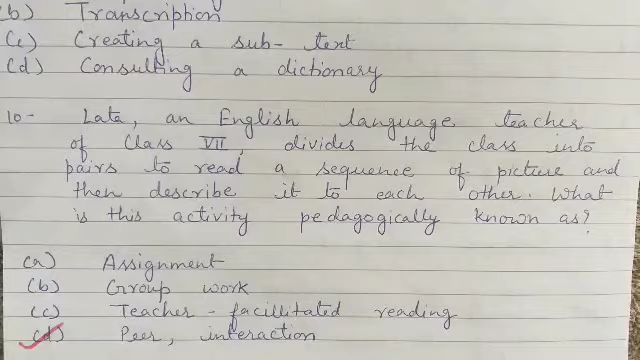 (b) Transcription
(c) Creating a sub-text
(d) Consulting a dictionary
10- Lata, an English language teacher
of Class VII, divides the class into
pairs to read a sequence of picture and
then describe it to each other. What
is this activity pedagogically known as?
(a) Assignment
(b) Group work
(c) Teacher-facillitated reading
(d) Peer, interaction